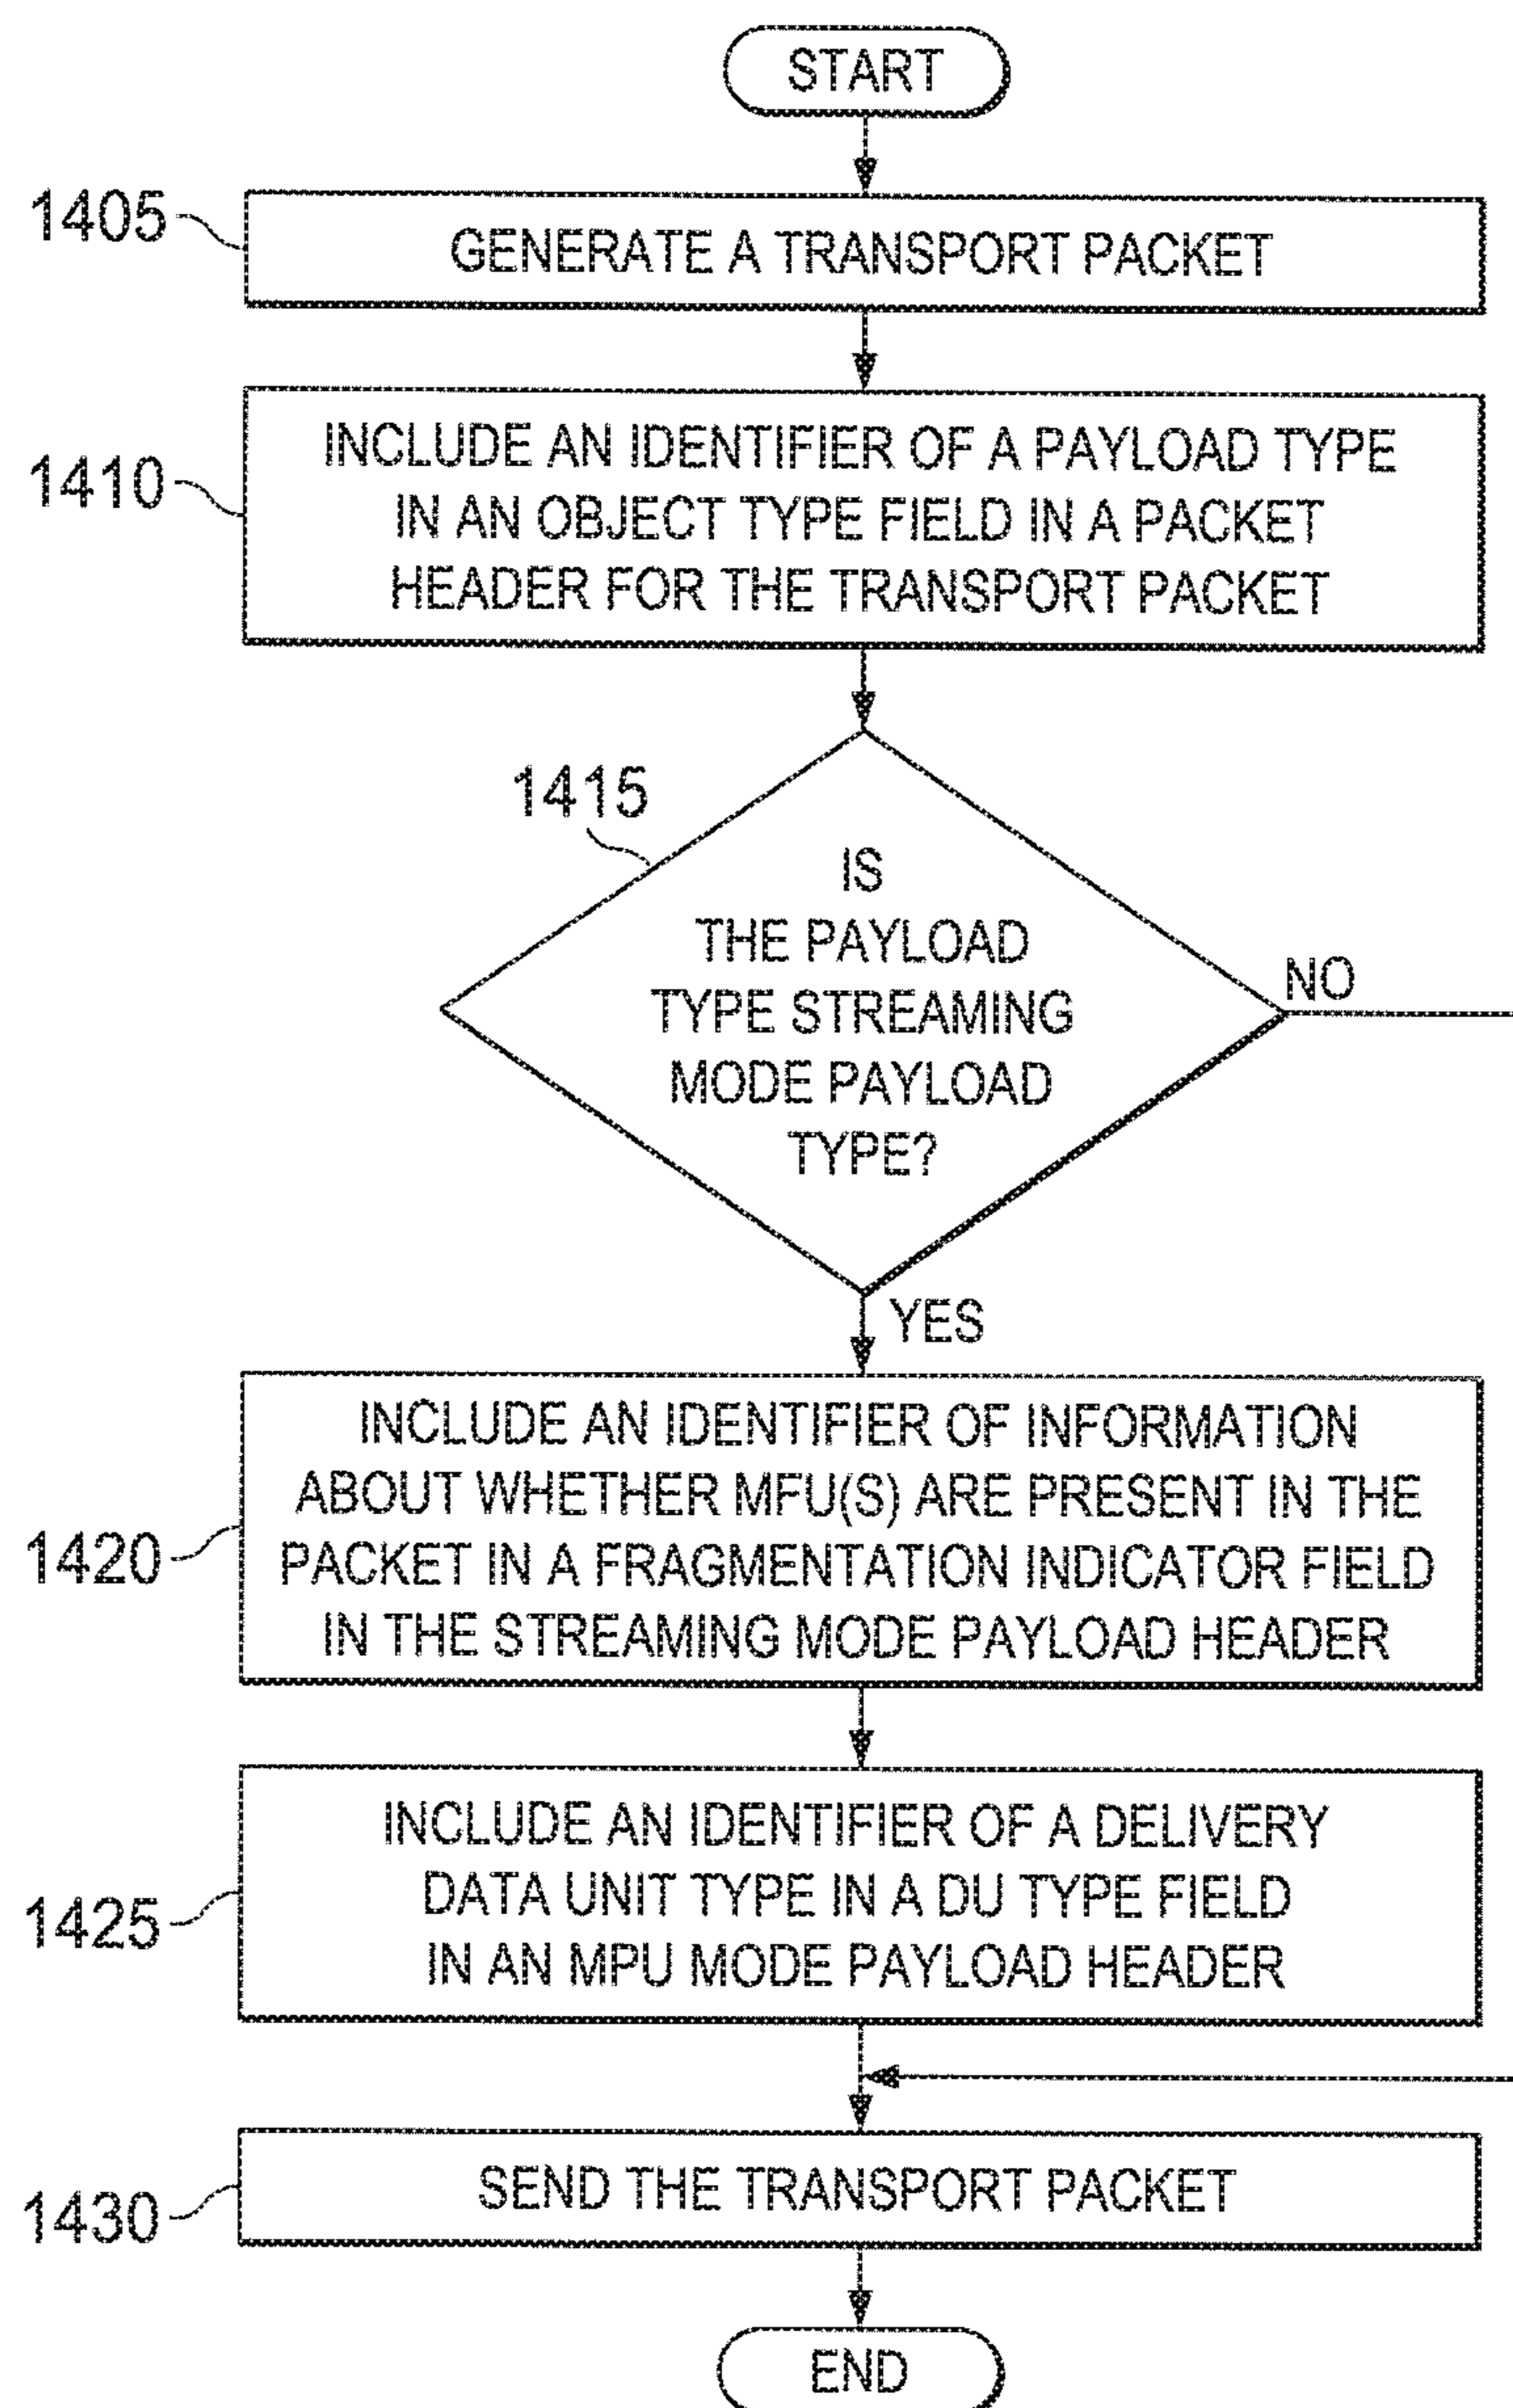 START
1405
GENERATE A TRANSPORT PACKET
1410
INCLUDE AN IDENTIFIER OF A PAYLOAD TYPE
IN AN OBJECT TYPE FIELD IN A PACKET
HEADER FOR THE TRANSPORT PACKET
1415
IS
THE PAYLOAD
TYPE STREAMING
MODE PAYLOAD
TYPE?
NO
YES
1420
INCLUDE AN IDENTIFIER OF INFORMATION
ABOUT WHETHER MFU(S) ARE PRESENT IN THE
PACKET IN A FRAGMENTATION INDICATOR FIELD
IN THE STREAMING MODE PAYLOAD HEADER
1425
INCLUDE AN IDENTIFIER OF A DELIVERY
DATA UNIT TYPE IN A DU TYPE FIELD
IN AN MPU MODE PAYLOAD HEADER
1430
SEND THE TRANSPORT PACKET
END